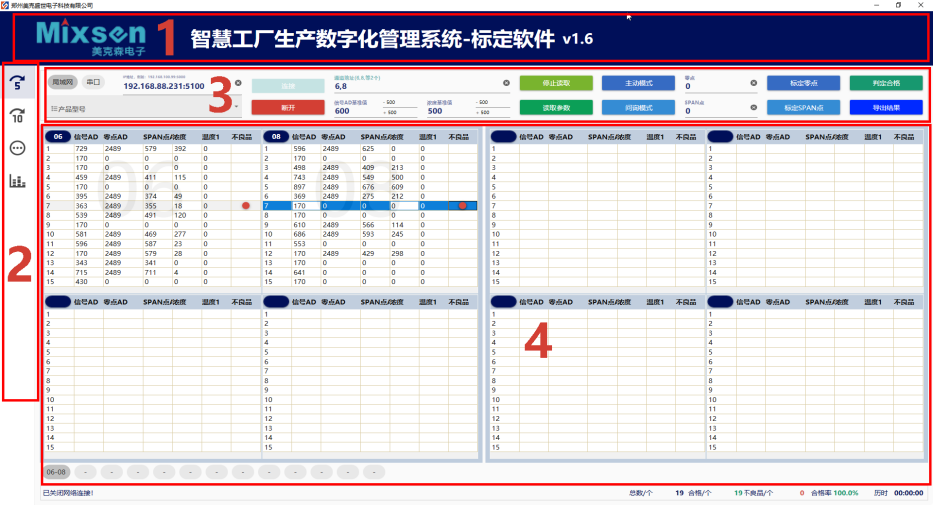 郑州美克盛世电子科技有限公司
Mixsen
美克森电子
1
智慧工厂生产数字化管理系统-标定软件 v1.6
局域网 串口
192.168.88.231:5100
通道地址(6,8,第2个)
6,8
停止读取 主动模式
零点
0
标定零点 判定合格
产品型号
3
断开
信号AD基准值 - 500
600 + 500
浓度基准值 - 500
500 + 500
读取参数 问询模式
SPAN点
0
标定SPAN点 导出结果
5
10
2
06 信号AD 零点AD SPAN点/浓度 温度1 不良品
1 729 2489 579 392 0
2 170 0 0 0 0
3 170 0 0 0 0
4 459 2489 411 115 0
5 170 0 0 0 0
6 395 2489 374 49 0
7 363 2489 355 18 0
8 539 2489 491 120 0
9 170 0 0 0 0
10 581 2489 469 277 0
11 596 2489 587 23 0
12 170 2489 579 28 0
13 343 2489 341 0 0
14 715 2489 711 4 0
15 430 0 0 0 0
08 信号AD 零点AD SPAN点/浓度 温度1 不良品
1 596 2489 625 0 0
2 170 0 0 0 0
3 498 2489 409 213 0
4 743 2489 549 500 0
5 897 2489 676 609 0
6 369 2489 275 212 0
7 170 0 0 0 0
8 170 0 0 0 0
9 610 2489 566 114 0
10 686 2489 593 245 0
11 553 0 0 0 0
12 170 2489 429 298 0
13 170 0 0 0 0
14 641 0 0 0 0
15 170 0 0 0 0
信号AD 零点AD SPAN点/浓度 温度1 不良品
1
2
3
4
5
6
7
8
9
10
11
12
13
14
15
信号AD 零点AD SPAN点/浓度 温度1 不良品
1
2
3
4
5
6
7
8
9
10
11
12
13
14
15
信号AD 零点AD SPAN点/浓度 温度1 不良品
1
2
3
4
5
6
7
8
9
10
11
12
13
14
15
信号AD 零点AD SPAN点/浓度 温度1 不良品
1
2
3
4
5
6
7
8
9
10
11
12
13
14
15
信号AD 零点AD SPAN点/浓度 温度1 不良品
1
2
3
4
5
6
7
8
9
10
11
12
13
14
15
4
信号AD 零点AD SPAN点/浓度 温度1 不良品
1
2
3
4
5
6
7
8
9
10
11
12
13
14
15
06-08 - - - - - - - - - - - -
已关闭网络连接! 总数/个 19 合格/个 19 不良品/个 0 合格率 100.0% 历时 00:00:00